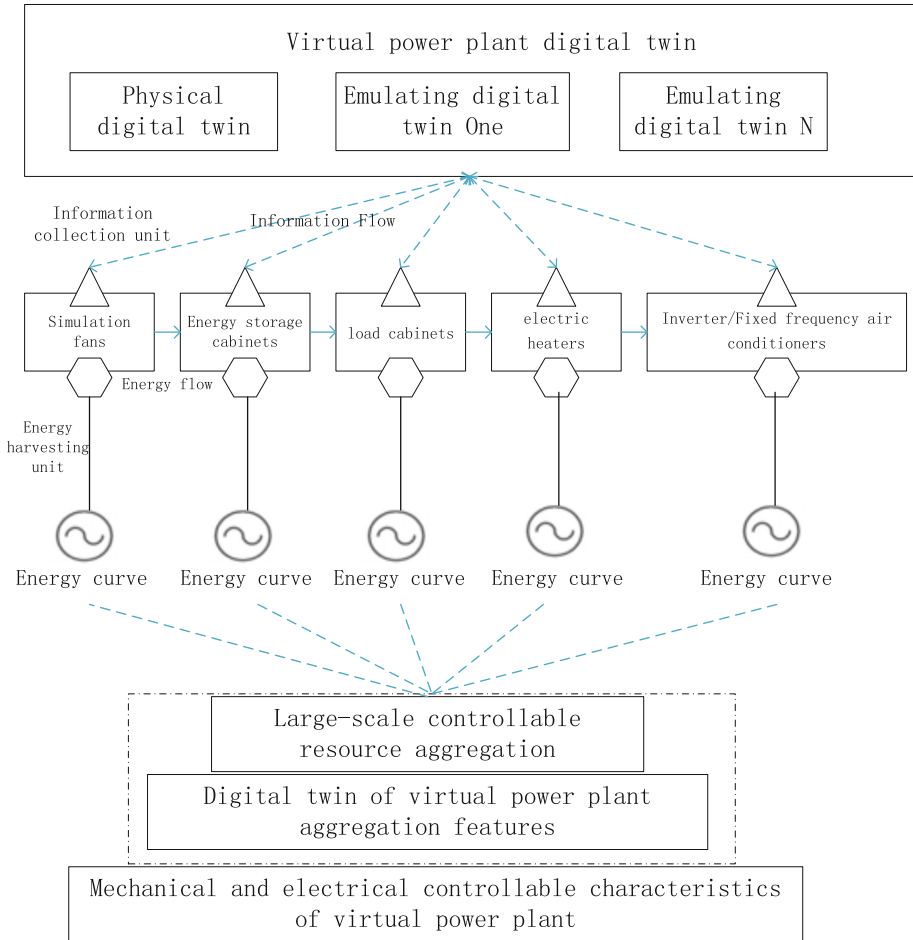 Virtual power plant digital twin
Physical
digital twin
Emulating digital
twin One
Emulating
digital twin N
Information
collection unit
Information Flow
Simulation
fans
Energy storage
cabinets
load cabinets
electric
heaters
Inverter/Fixed frequency air
conditioners
Energy flow
Energy
harvesting
unit
Energy curve
Energy curve
Energy curve
Energy curve
Energy curve
Large-scale controllable
resource aggregation
Digital twin of virtual power plant
aggregation features
Mechanical and electrical controllable characteristics
of virtual power plant